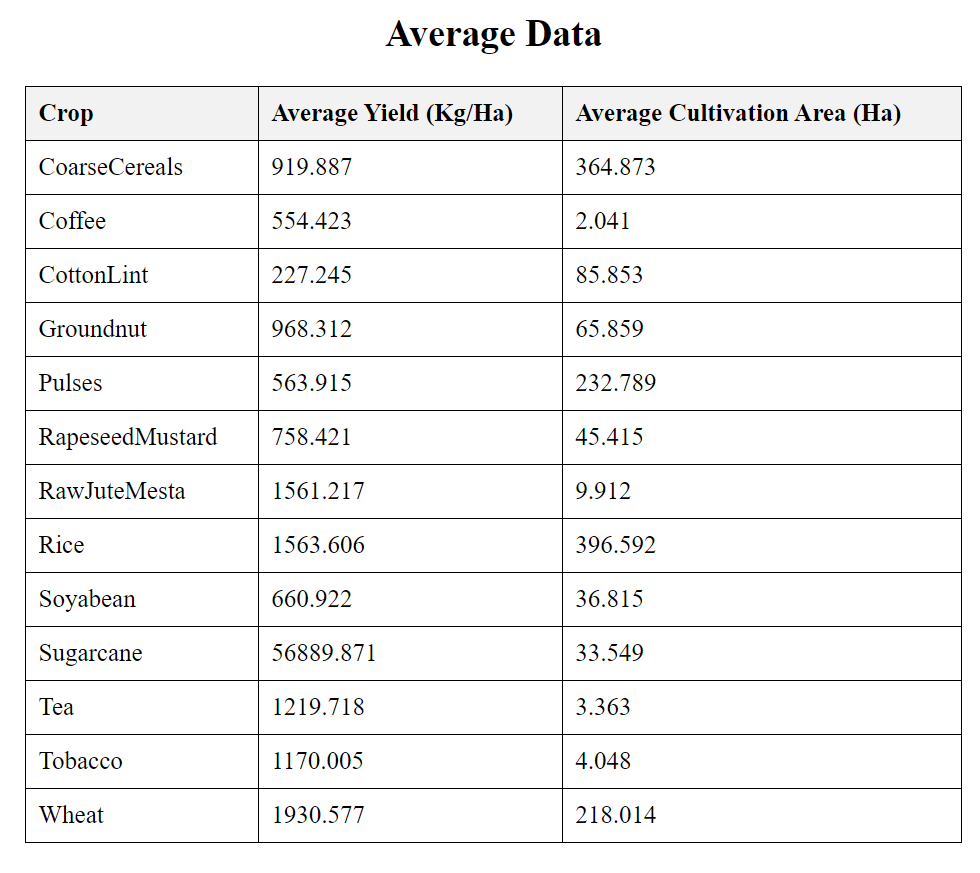 Average Data
Crop Average Yield (Kg/Ha) Average Cultivation Area (Ha)
CoarseCereals 919.887 364.873
Coffee 554.423 2.041
CottonLint 227.245 85.853
Groundnut 968.312 65.859
Pulses 563.915 232.789
RapeseedMustard 758.421 45.415
RawJuteMesta 1561.217 9.912
Rice 1563.606 396.592
Soyabean 660.922 36.815
Sugarcane 56889.871 33.549
Tea 1219.718 3.363
Tobacco 1170.005 4.048
Wheat 1930.577 218.014